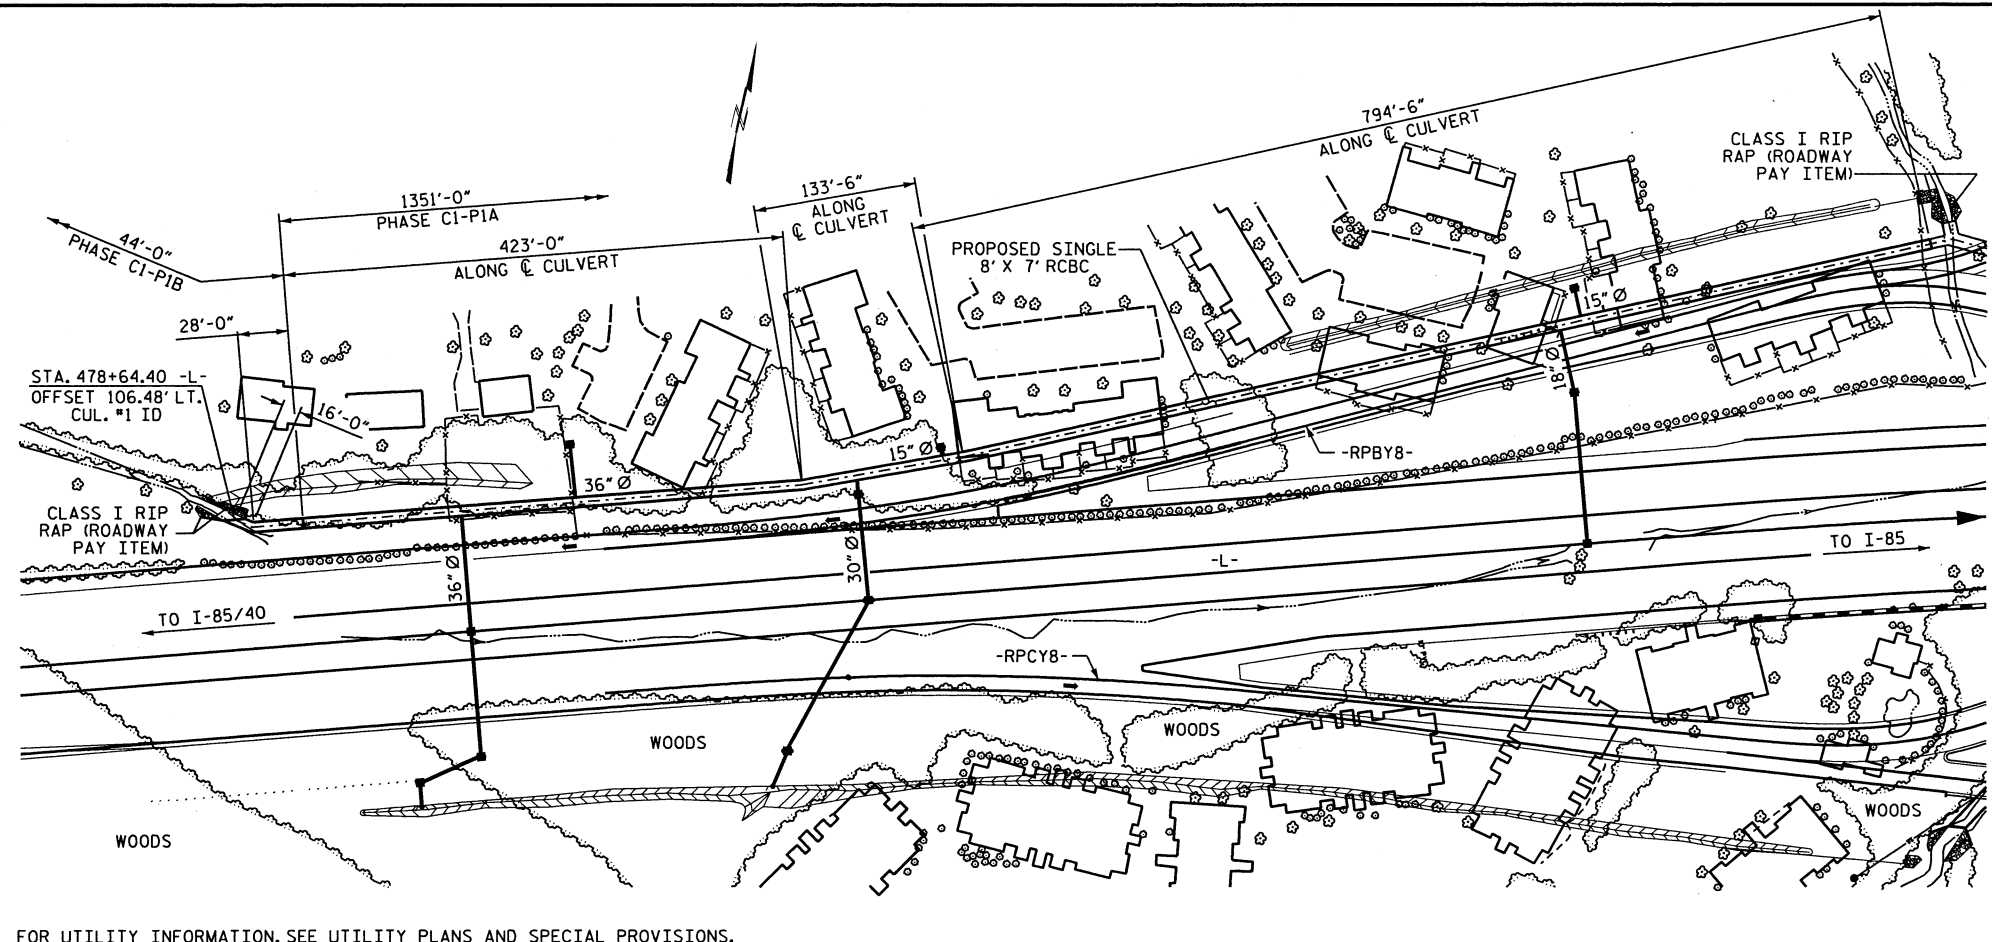 794'-6"
ALONG ℄ CULVERT
CLASS I RIP
RAP (ROADWAY
PAY ITEM)
N
133'-6"
ALONG
℄ CULVERT
1351'-0"
PHASE C1-P1A
44'-0"
PHASE C1-P1B
423'-0"
ALONG ℄ CULVERT
PROPOSED SINGLE
8' X 7' RCBC
28'-0"
15" Ø
STA. 478+64.40 -L-
OFFSET 106.48' LT.
CUL. #1 ID
16'-0"
18" Ø
15" Ø
-RPBY8-
36" Ø
CLASS I RIP
RAP (ROADWAY
PAY ITEM)
30" Ø
36" Ø
-L-
TO I-85
TO I-85/40
-RPCY8-
WOODS
WOODS
WOODS
WOODS
FOR UTILITY INFORMATION, SEE UTILITY PLANS AND SPECIAL PROVISIONS.